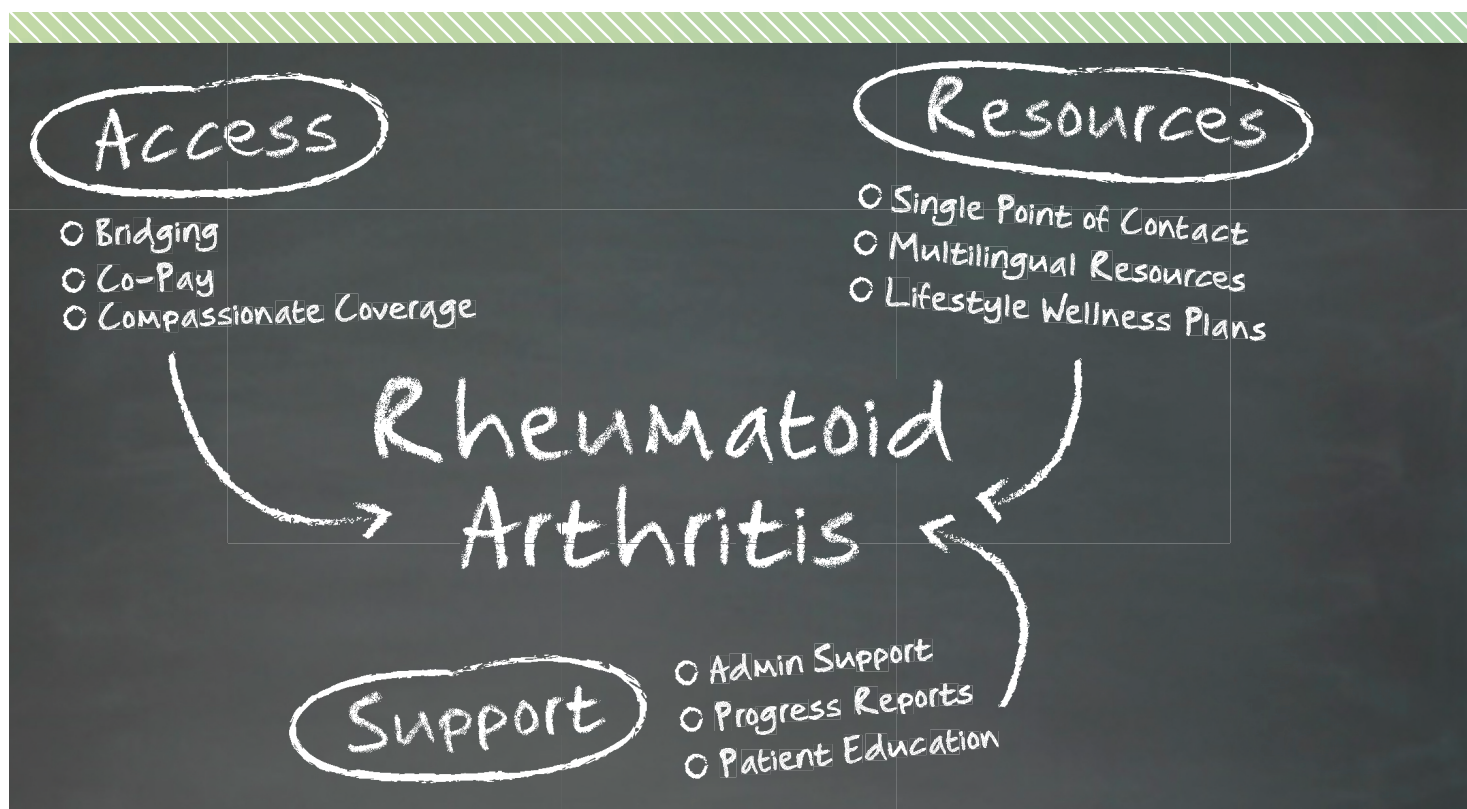 Access
Bridging
Co-Pay
Compassionate Coverage
Resources
Single Point of Contact
Multilingual Resources
Lifestyle Wellness Plans
Rheumatoid
Arthritis
Support
Admin Support
Progress Reports
Patient Education